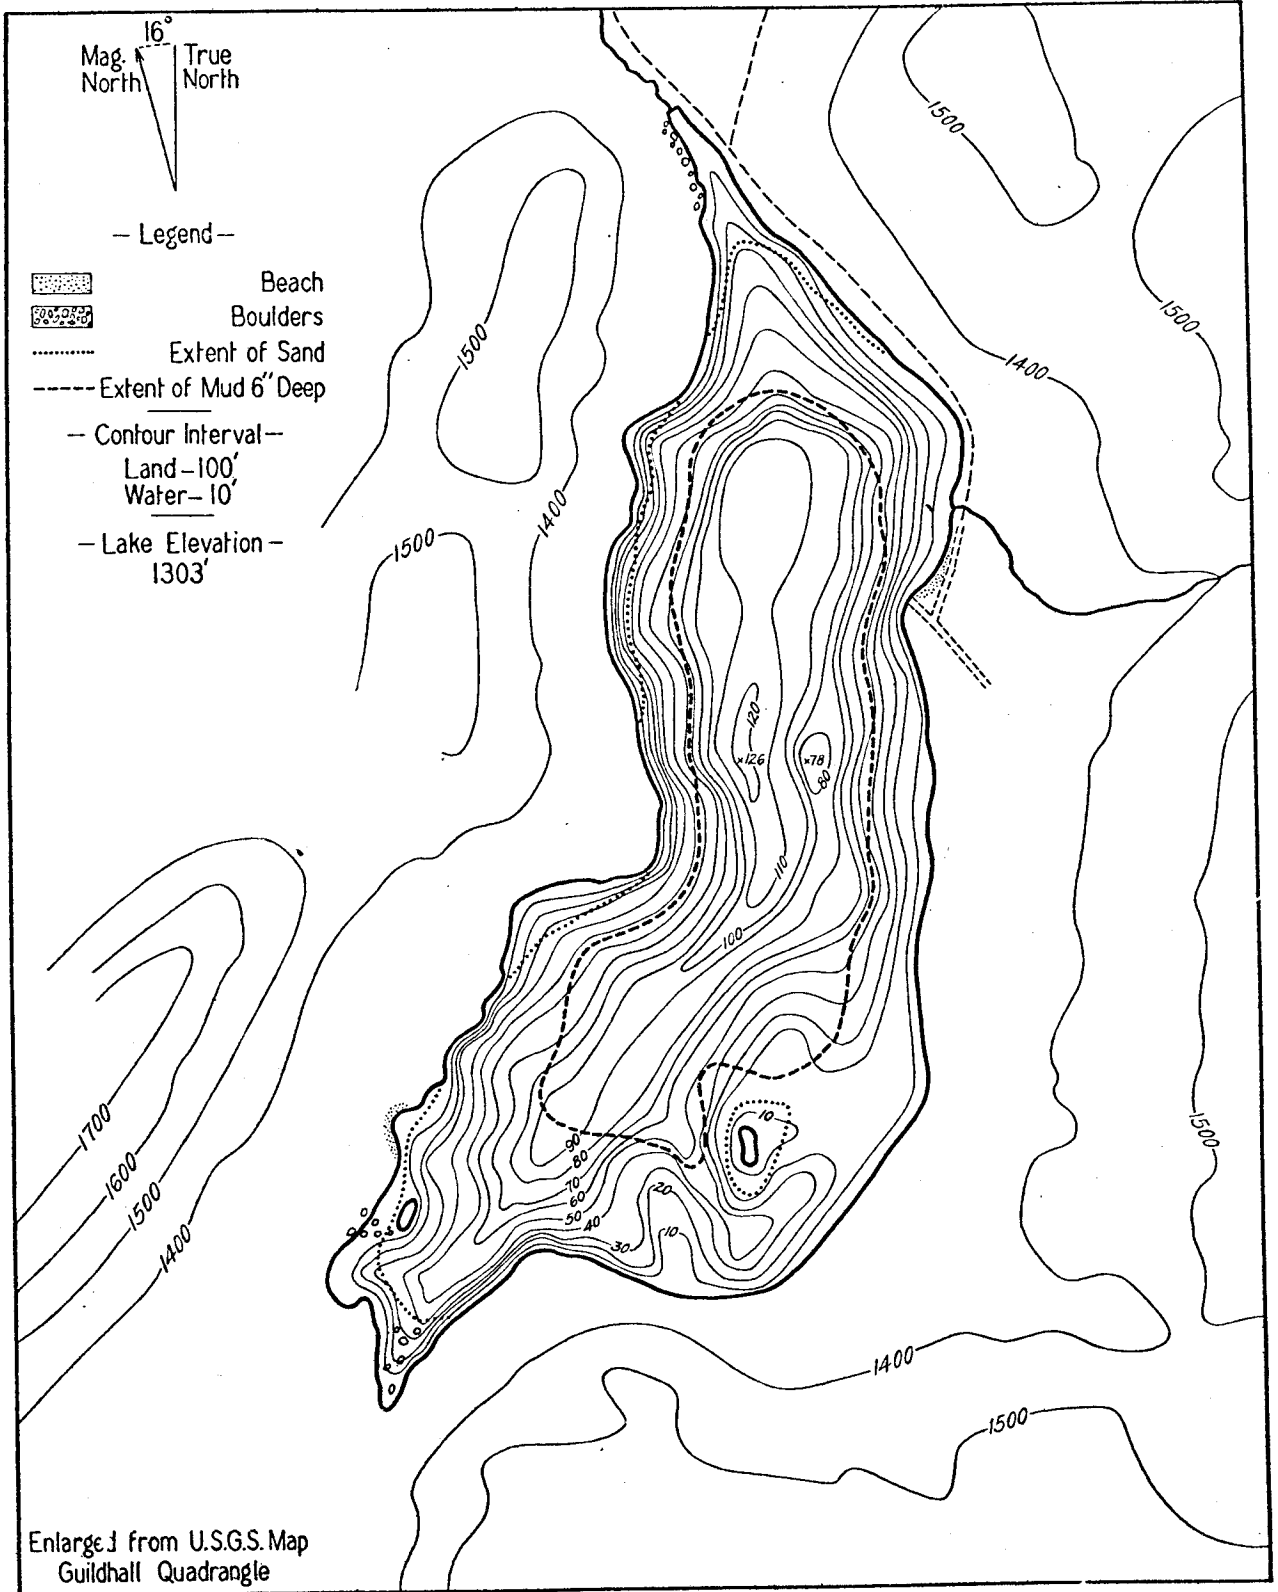 16°
Mag. North
True North
— Legend —
Beach
Boulders
Extent of Sand
Extent of Mud 6" Deep
— Contour Interval —
Land — 100'
Water — 10'
— Lake Elevation —
1303'
1500
1500
1500
1400
1500
1400
1500
120
×126
×78
80
110
100
1700
1600
1500
1400
10
90
80
70
60
50
40
30
20
10
1500
1400
1500
Enlarged from U.S.G.S. Map
Guildhall Quadrangle